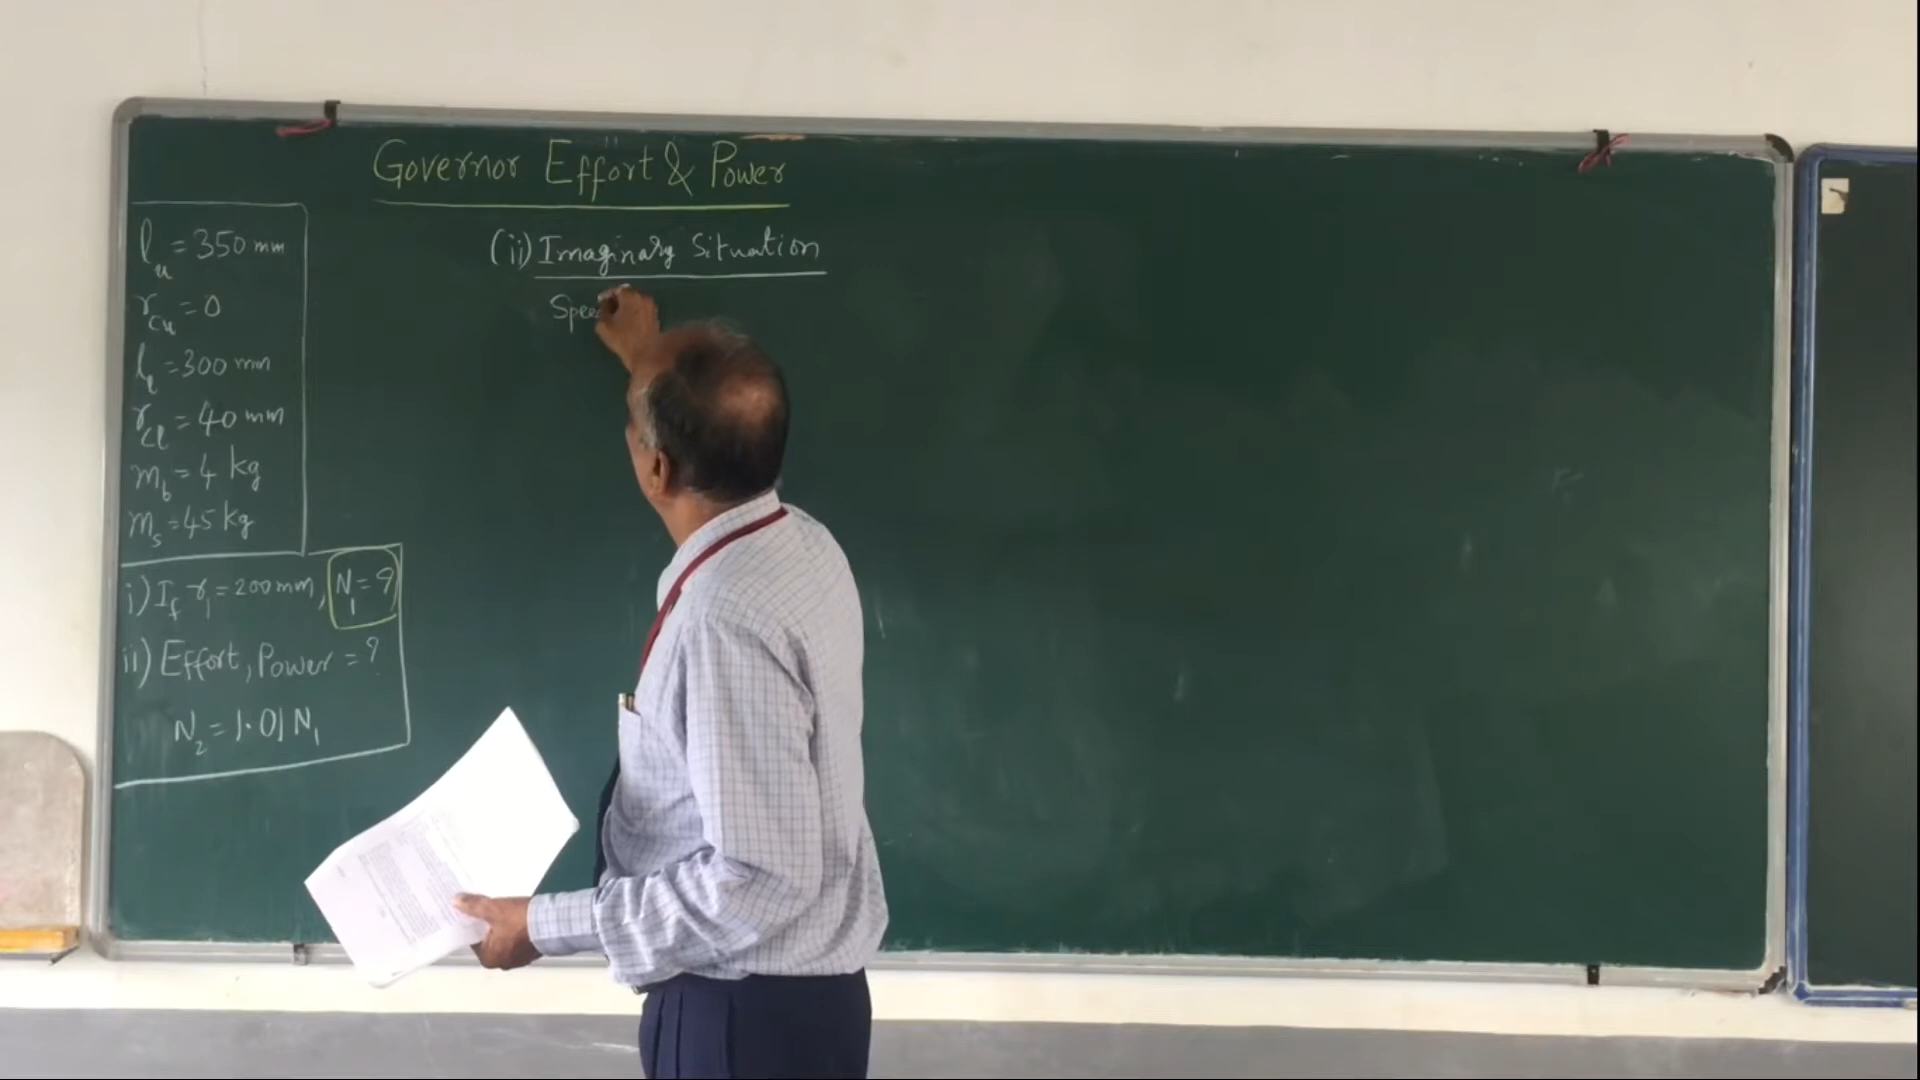 Governor Effort & Power
l_u = 350 mm
r_cu = 0
l_l = 300 mm
r_cl = 40 mm
m_b = 4 kg
m_s = 45 kg
i) If r_1 = 200 mm, N_1 = ?
ii) Effort, Power = ?
N_2 = 1.01 N_1
(ii) Imaginary Situation
Spee